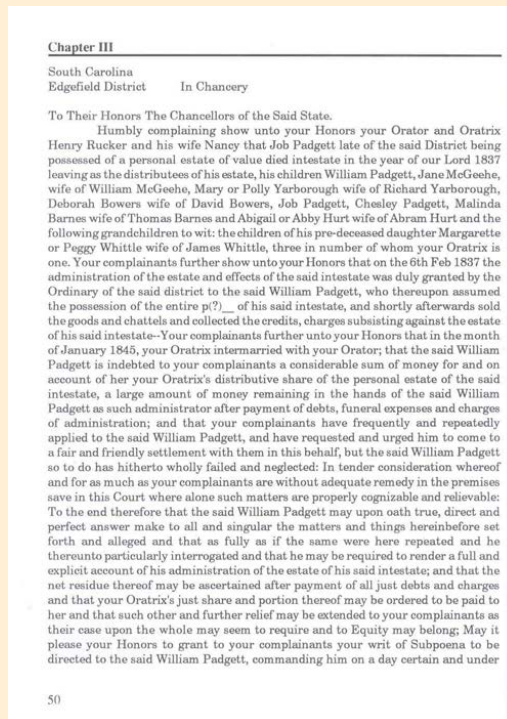 Chapter III
South Carolina
Edgefield District In Chancery
To Their Honors The Chancellors of the Said State.
Humbly complaining show unto your Honors your Orator and Oratrix
Henry Rucker and his wife Nancy that Job Padgett late of the said District being
possessed of a personal estate of value died intestate in the year of our Lord 1837
leaving as the distributees of his estate, his children William Padgett, Jane McGeehe,
wife of William McGeehe, Mary or Polly Yarborough wife of Richard Yarborough,
Deborah Bowers wife of David Bowers, Job Padgett, Chesley Padgett, Malinda
Barnes wife of Thomas Barnes and Abigail or Abby Hurt wife of Abram Hurt and the
following grandchildren to wit: the children of his pre-deceased daughter Margarette
or Peggy Whittle wife of James Whittle, three in number of whom your Oratrix is
one. Your complainants further show unto your Honors that on the 6th Feb 1837 the
administration of the estate and effects of the said intestate was duly granted by the
Ordinary of the said district to the said William Padgett, who thereupon assumed
the possession of the entire p(?)__ of his said intestate, and shortly afterwards sold
the goods and chattels and collected the credits, charges subsisting against the estate
of his said intestate--Your complainants further unto your Honors that in the month
of January 1845, your Oratrix intermarried with your Orator; that the said William
Padgett is indebted to your complainants a considerable sum of money for and on
account of her your Oratrix's distributive share of the personal estate of the said
intestate, a large amount of money remaining in the hands of the said William
Padgett as such administrator after payment of debts, funeral expenses and charges
of administration; and that your complainants have frequently and repeatedly
applied to the said William Padgett, and have requested and urged him to come to
a fair and friendly settlement with them in this behalf, but the said William Padgett
so to do has hitherto wholly failed and neglected: In tender consideration whereof
and for as much as your complainants are without adequate remedy in the premises
save in this Court where alone such matters are properly cognizable and relievable:
To the end therefore that the said William Padgett may upon oath true, direct and
perfect answer make to all and singular the matters and things hereinbefore set
forth and alleged and that as fully as if the same were here repeated and he
thereunto particularly interrogated and that he may be required to render a full and
explicit account of his administration of the estate of his said intestate; and that the
net residue thereof may be ascertained after payment of all just debts and charges
and that your Oratrix's just share and portion thereof may be ordered to be paid to
her and that such other and further relief may be extended to your complainants as
their case upon the whole may seem to require and to Equity may belong; May it
please your Honors to grant to your complainants your writ of Subpoena to be
directed to the said William Padgett, commanding him on a day certain and under
50